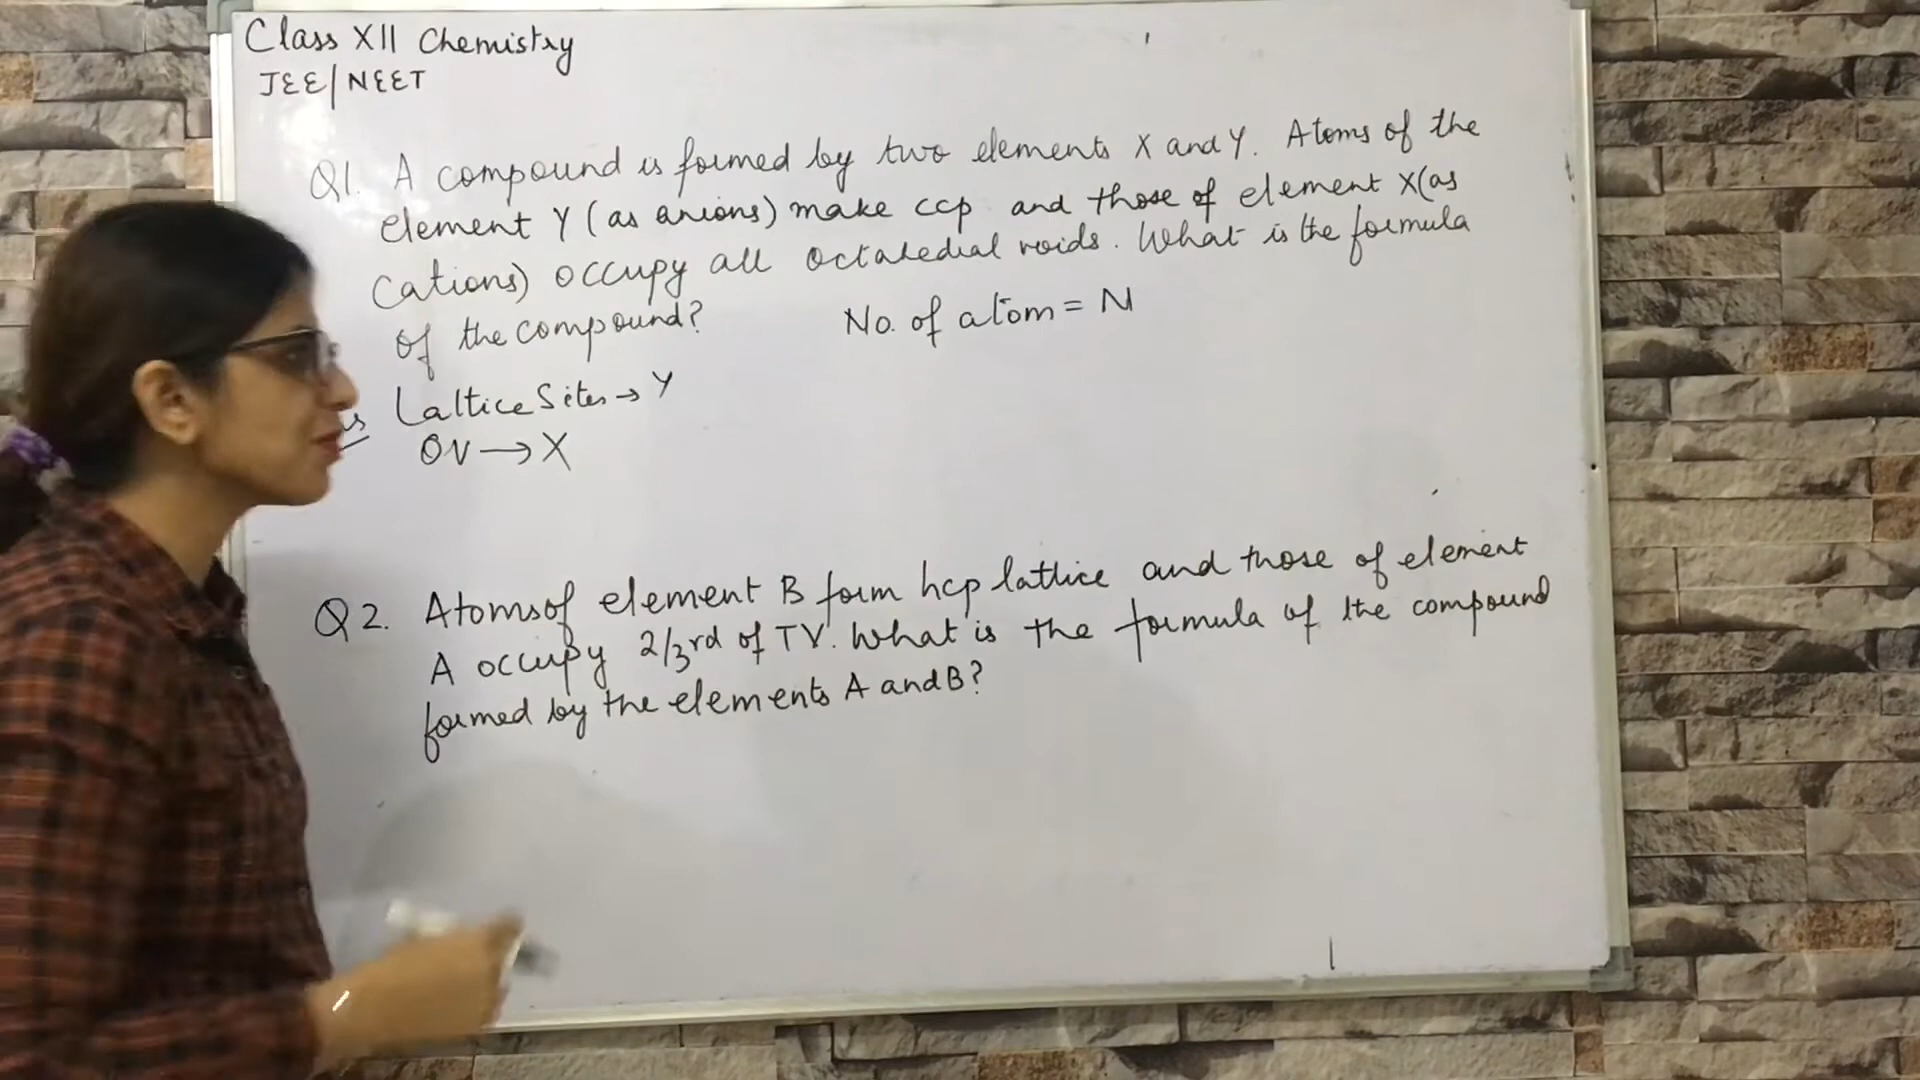 Class XII Chemistry
JEE/NEET
Q1. A compound is formed by two elements X and Y. Atoms of the
element Y (as anions) make ccp and those of element X (as
Cations) occupy all octahedral voids. What is the formula
of the compound?
No. of atom = N
Lattice Sites → Y
OV → X
Q2. Atoms of element B form hcp lattice and those of element
A occupy 2/3rd of TV. What is the formula of the compound
formed by the elements A and B?